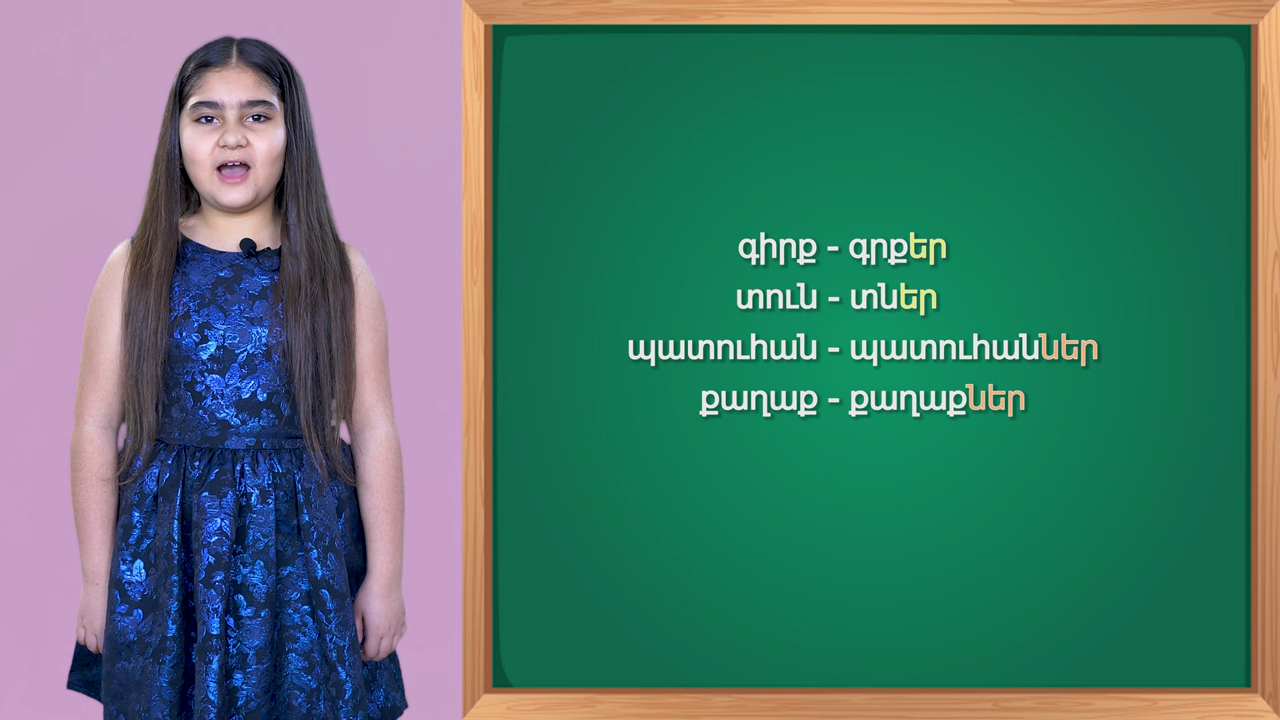 գիրք - գրքեր
տուն - տներ
պատուհան - պատուհաններ
քաղաք - քաղաքներ